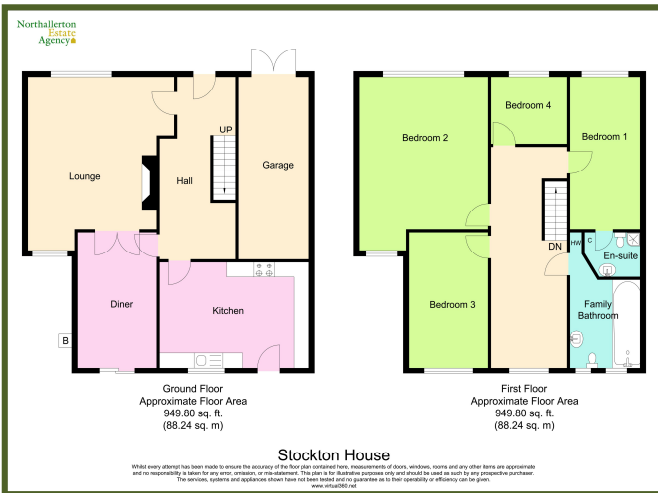 Northallerton
Estate
Agency
Lounge
Hall
UP
Garage
Diner
Kitchen
B
Bedroom 2
Bedroom 4
Bedroom 1
DN
HW
C
En-suite
Bedroom 3
Family
Bathroom
Ground Floor
Approximate Floor Area
949.80 sq. ft.
(88.24 sq. m)
First Floor
Approximate Floor Area
949.80 sq. ft.
(88.24 sq. m)
Stockton House
Whilst every attempt has been made to ensure the accuracy of the floor plan contained here, measurements of doors, windows, rooms and any other items are approximate
and no responsibility is taken for any error, omission, or mis-statement. This plan is for illustrative purposes only and should be used as such by any prospective purchaser.
The services, systems and appliances shown have not been tested and no guarantee as to their operability or efficiency can be given.
www.virtual360.net